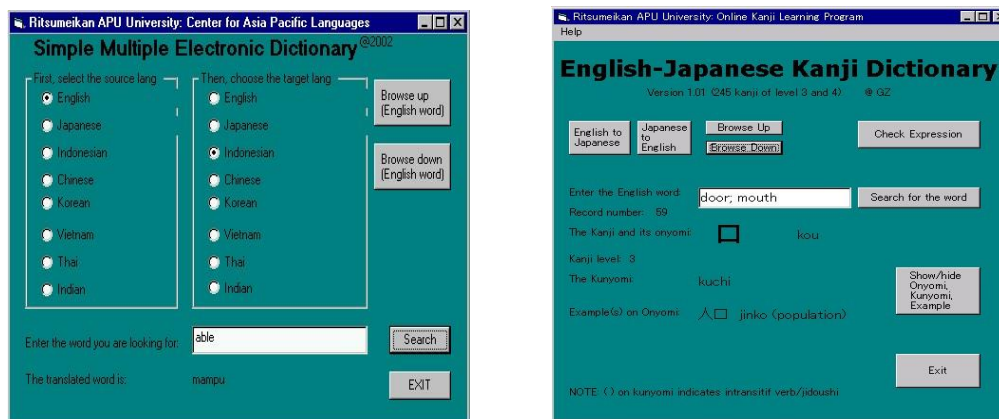 Ritsumeikan APU University: Center for Asia Pacific Languages
Simple Multiple Electronic Dictionary @2002
First, select the source lang
English
Japanese
Indonesian
Chinese
Korean
Vietnam
Thai
Indian
Then, choose the target lang
English
Japanese
Indonesian
Chinese
Korean
Vietnam
Thai
Indian
Browse up
(English word)
Browse down
(English word)
Enter the word you are looking for:
able
Search
The translated word is:
mampu
EXIT
Ritsumeikan APU University: Online Kanji Learning Program
Help
English-Japanese Kanji Dictionary
Version 1.01 (245 kanji of level 3 and 4) @ GZ
English to
Japanese
Japanese
to
English
Browse Up
Browse Down
Check Expression
Enter the English word:
door; mouth
Search for the word
Record number: 59
The Kanji and its onyomi:
口
kou
Kanji level: 3
The Kunyomi:
kuchi
Show/hide
Onyomi,
Kunyomi,
Example
Example(s) on Onyomi:
人口 jinko (population)
Exit
NOTE: ( ) on kunyomi indicates intransitif verb/jidoushi